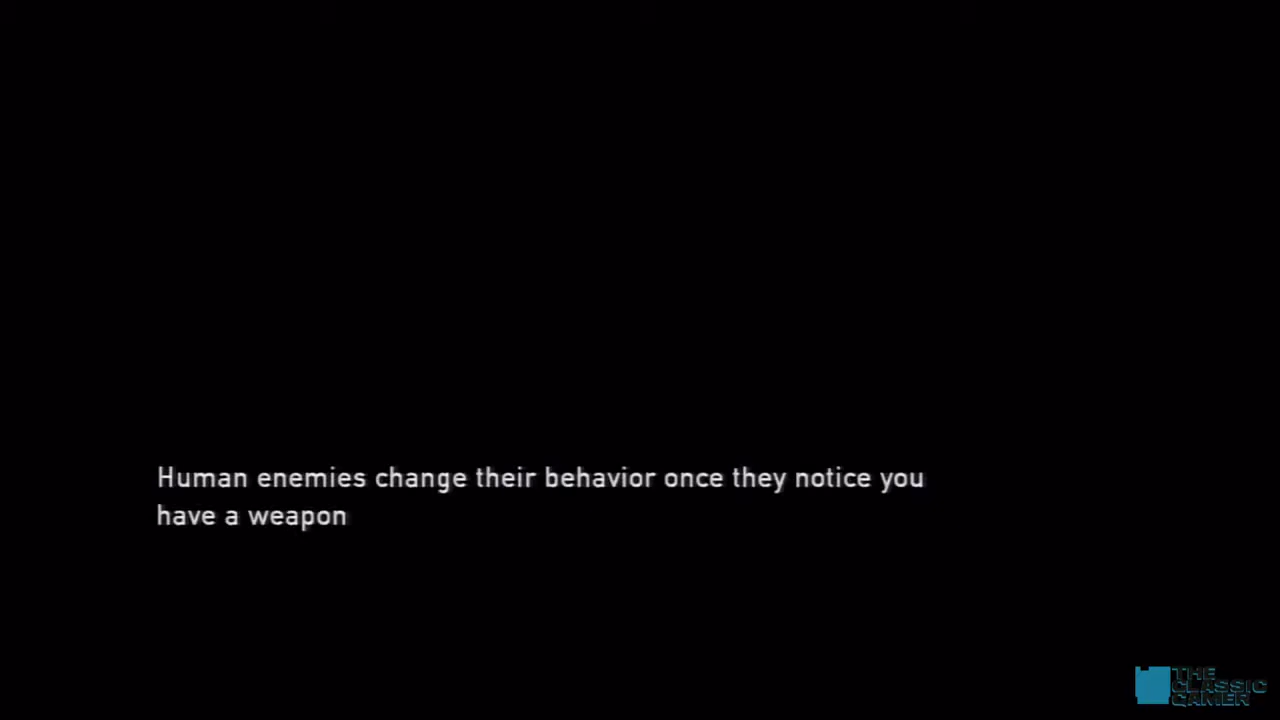 Human enemies change their behavior once they notice you
have a weapon
THE
CLASSIC
GAMER